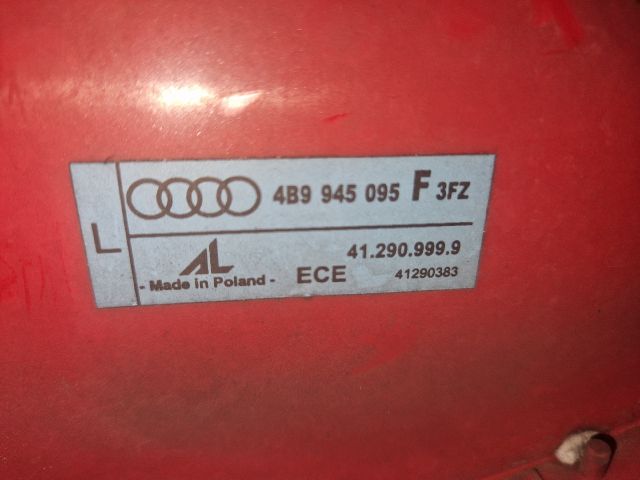 L
4B9 945 095 F 3FZ
AL
41.290.999.9
- Made in Poland - ECE 41290383